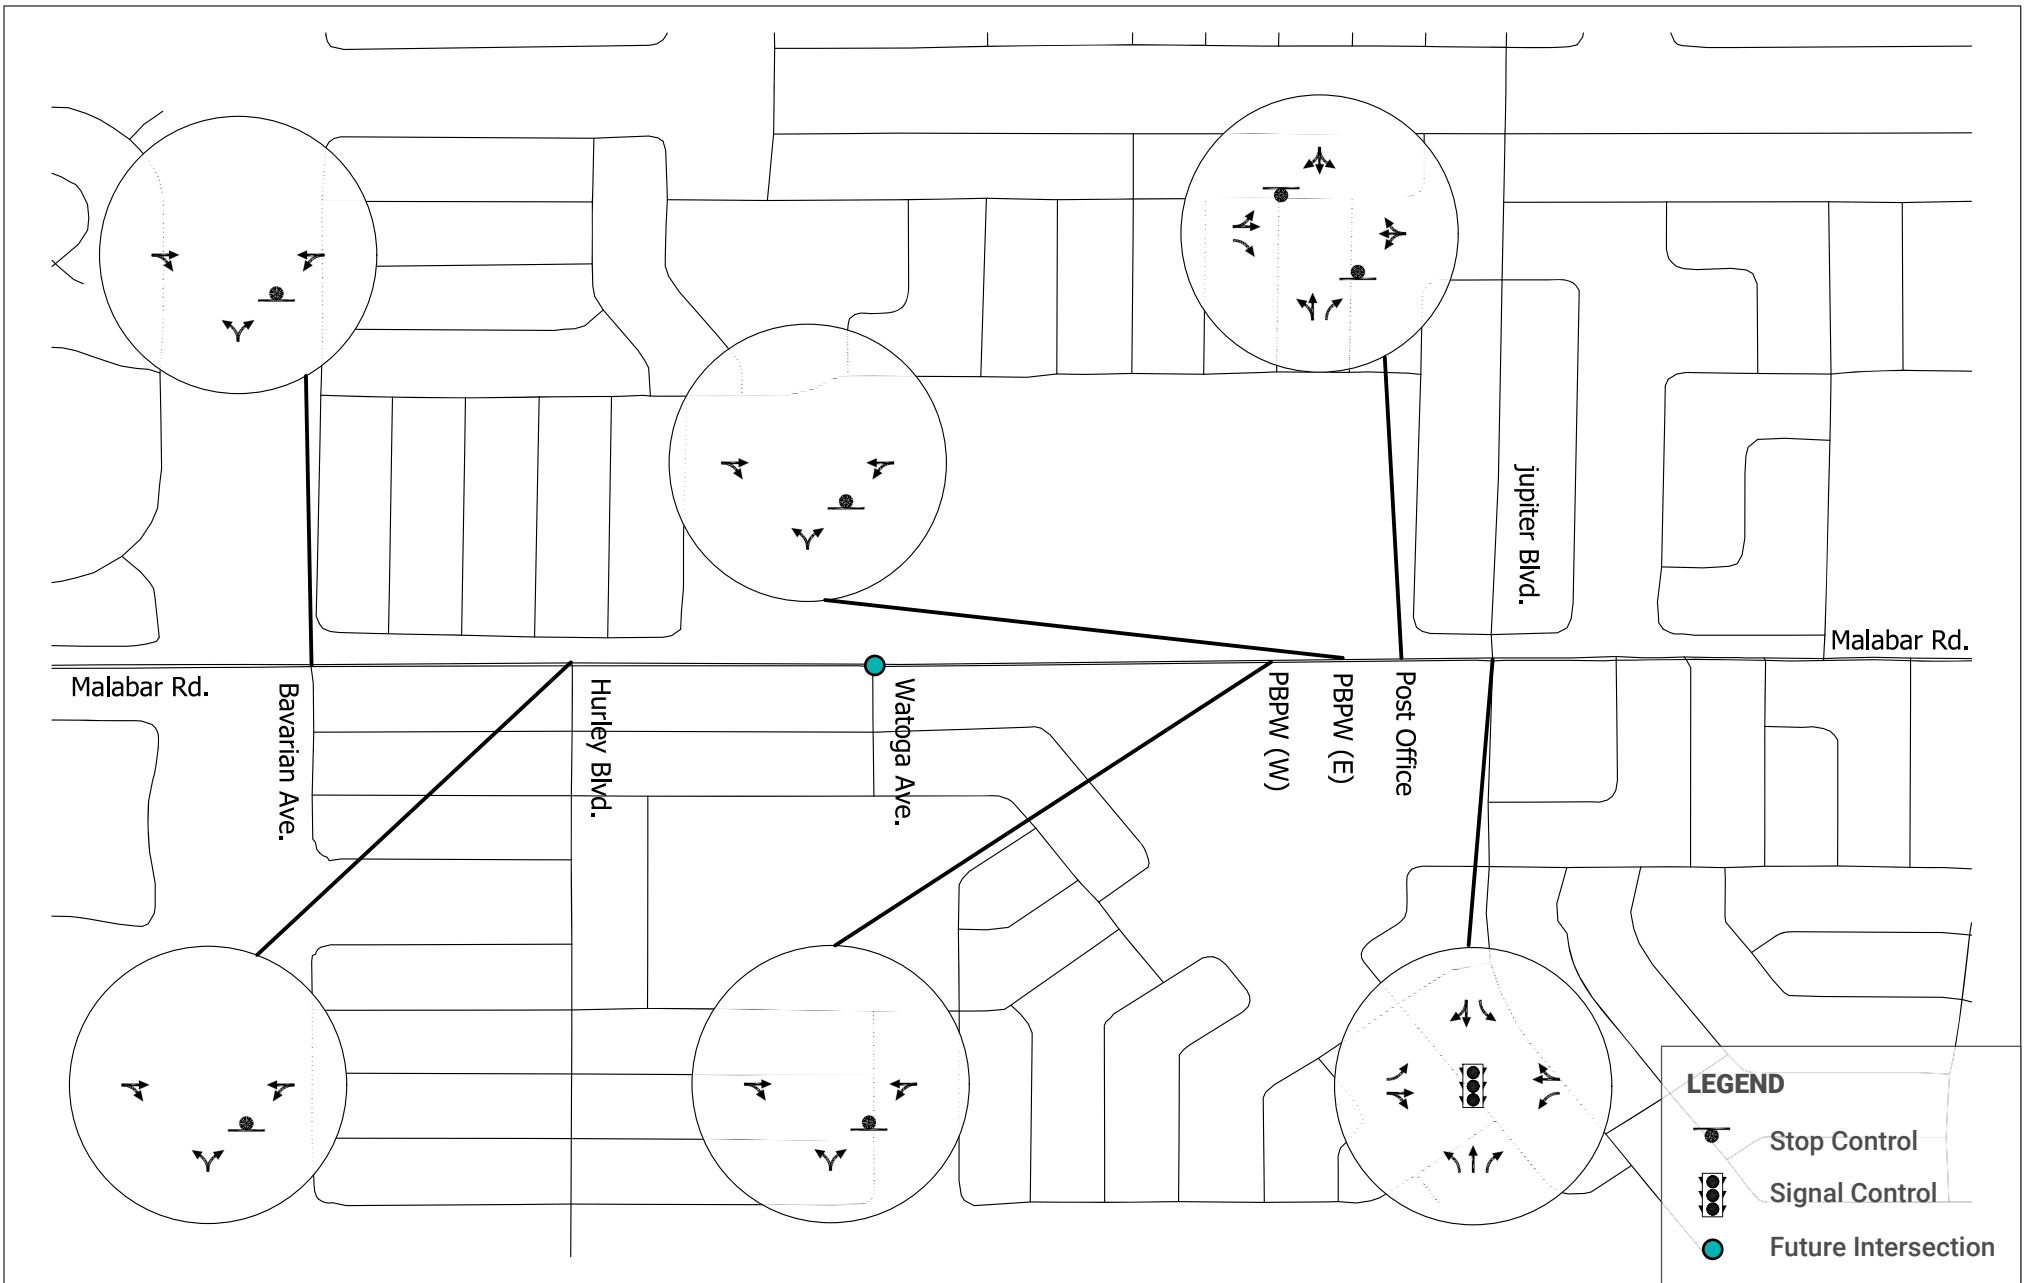 jupiter Blvd.
Malabar Rd.
Malabar Rd.
Bavarian Ave.
Hurley Blvd.
Watoga Ave.
PBPW (W)
PBPW (E)
Post Office
LEGEND
Stop Control
Signal Control
Future Intersection